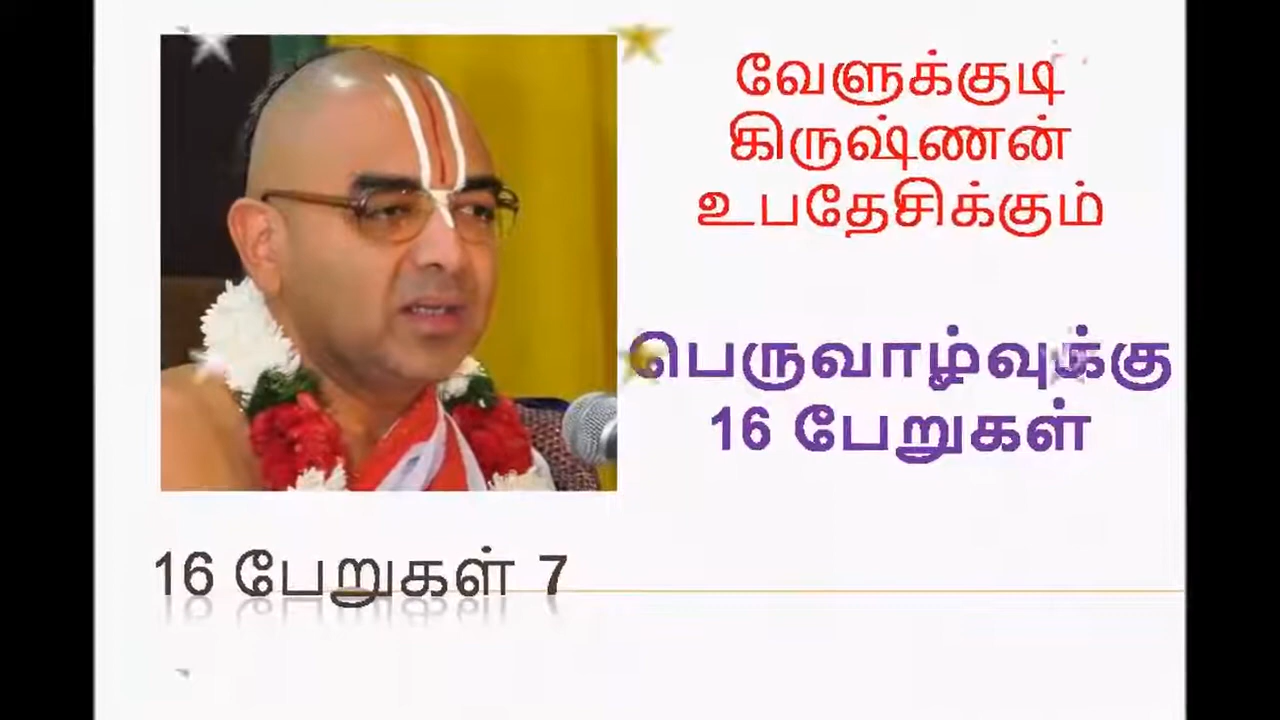 வேளுக்குடி
கிருஷ்ணன்
உபதேசிக்கும்
பெருவாழ்வுக்கு
16 பேறுகள்
16 பேறுகள் 7